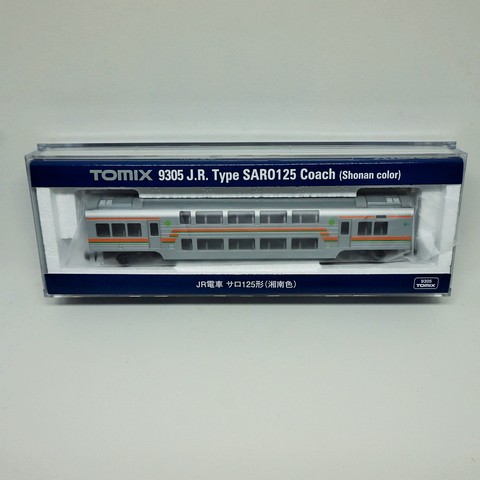 TOMIX 9305 J.R. Type SARO125 Coach (Shonan color)
JR電車 サロ125形(湘南色)
9305
TOMIX